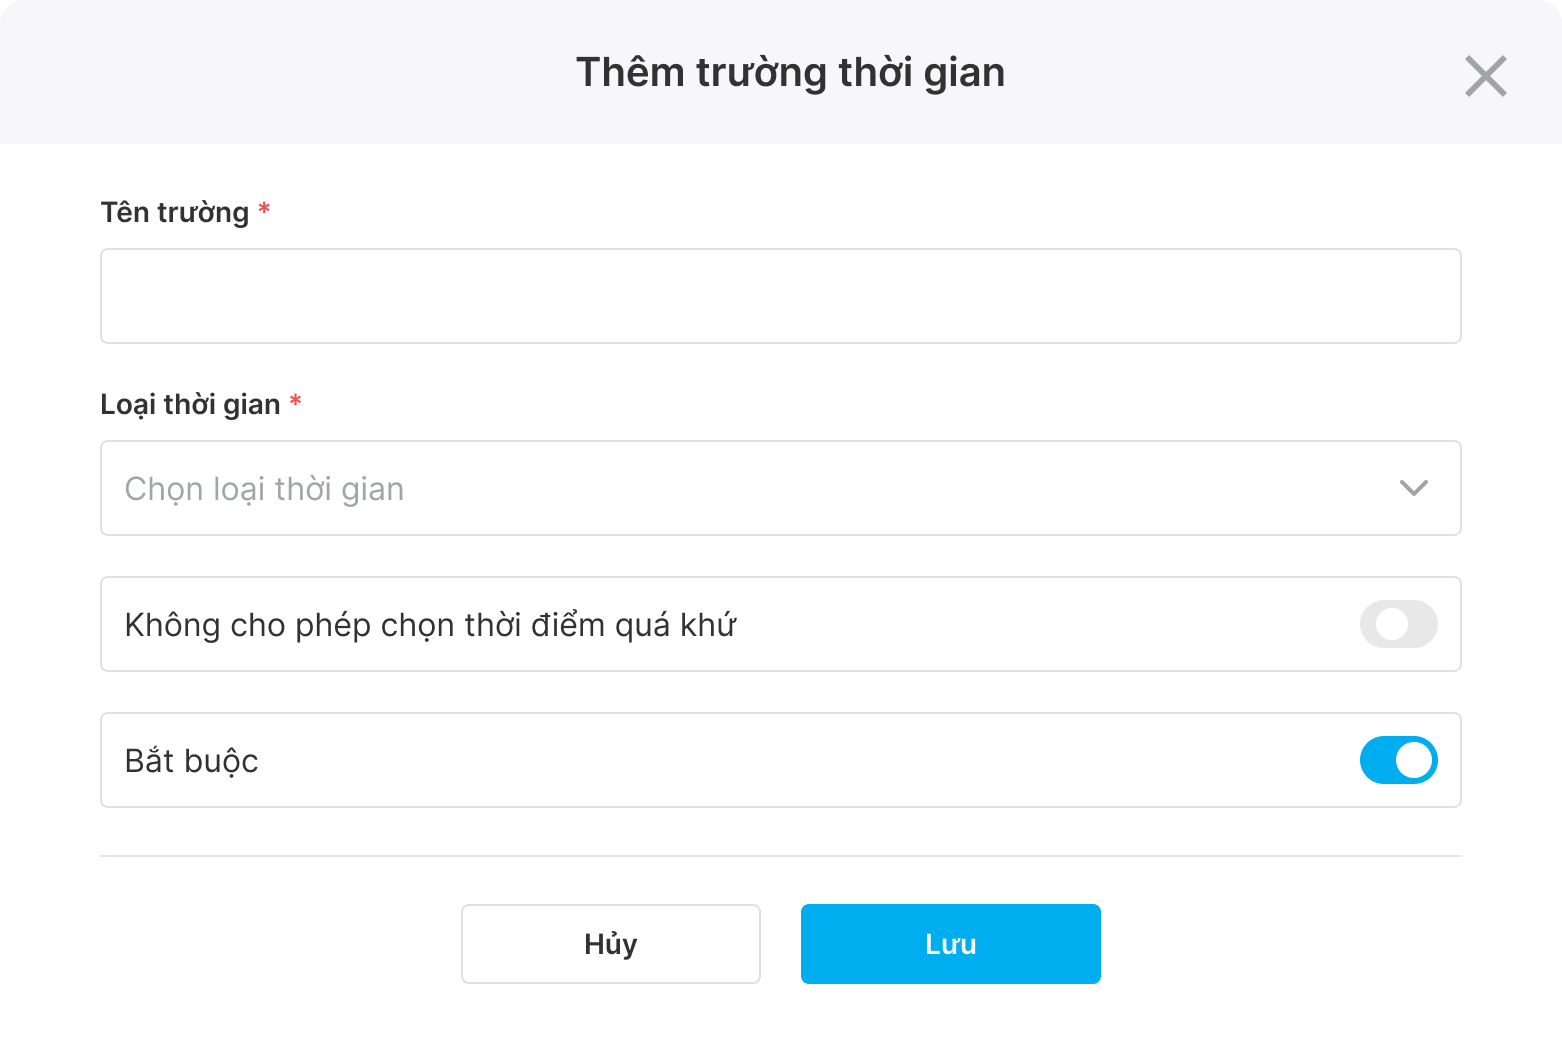 Thêm trường thời gian
Tên trường *
Loại thời gian *
Chọn loại thời gian
Không cho phép chọn thời điểm quá khứ
Bắt buộc
Hủy
Lưu